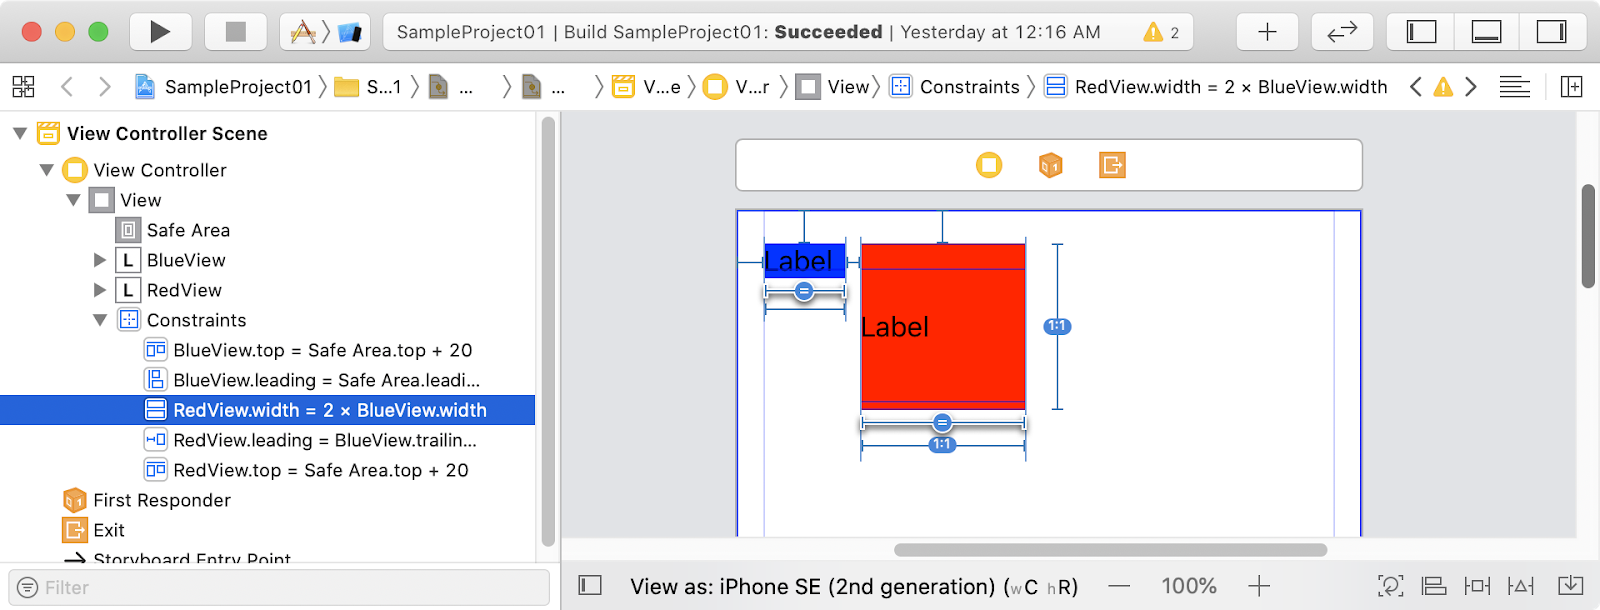 SampleProject01 | Build SampleProject01: Succeeded | Yesterday at 12:16 AM 2
SampleProject01 S...1 ... ... V...e V...r View Constraints RedView.width = 2 × BlueView.width
View Controller Scene
View Controller
View
Safe Area
L BlueView
L RedView
Constraints
BlueView.top = Safe Area.top + 20
BlueView.leading = Safe Area.leadi...
RedView.width = 2 × BlueView.width
RedView.leading = BlueView.trailin...
RedView.top = Safe Area.top + 20
First Responder
Exit
Storyboard Entry Point
Filter
Label
=
Label
1:1
=
1:1
View as: iPhone SE (2nd generation) (wC hR) — 100% +